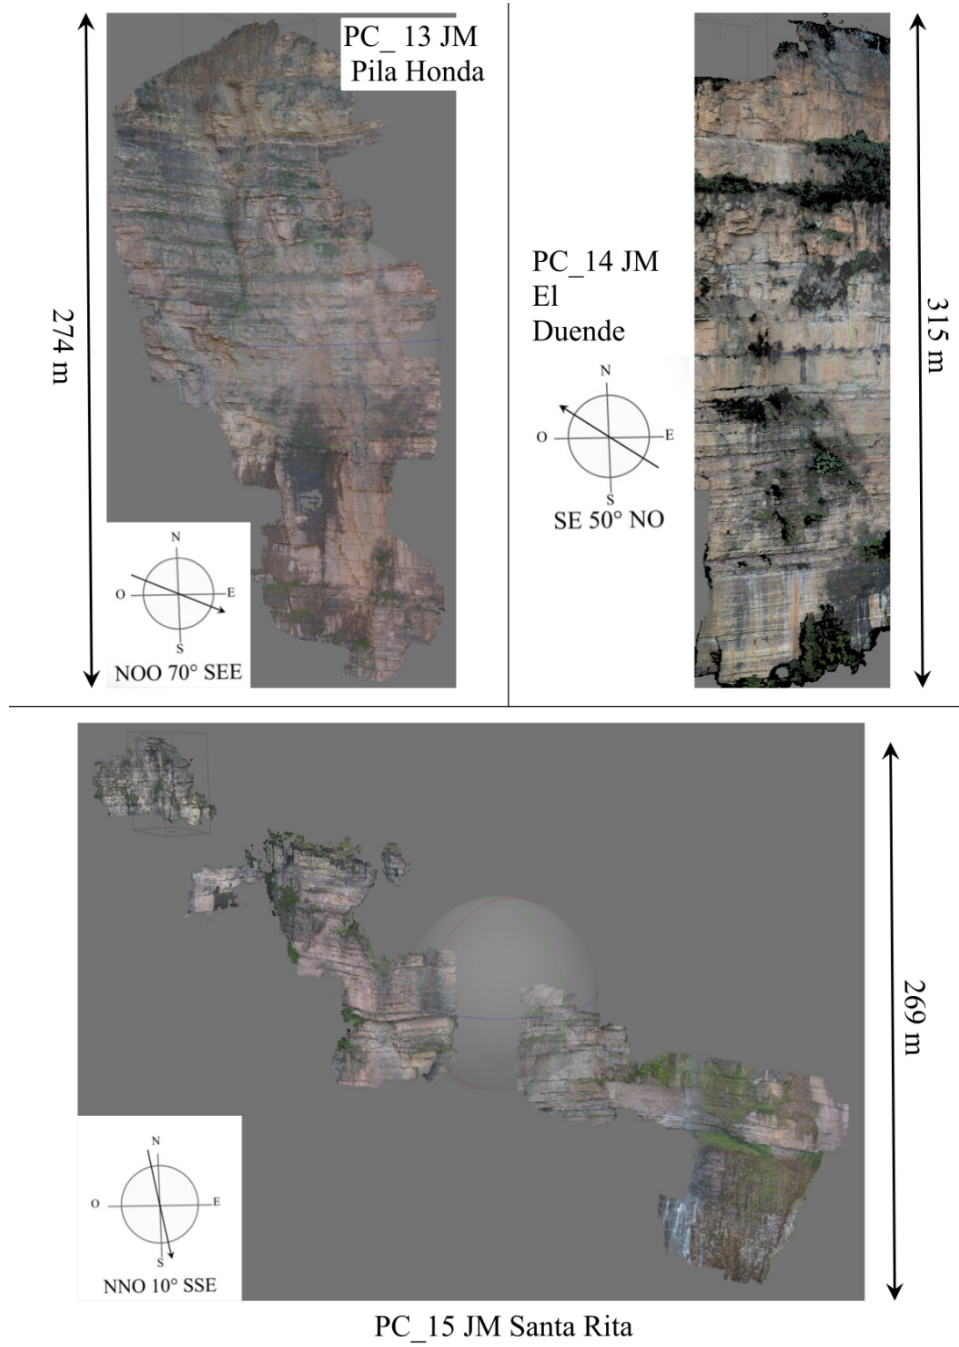 PC_ 13 JM
Pila Honda
274 m
N
O
E
S
NOO 70° SEE
PC_14 JM
El
Duende
N
O
E
S
SE 50° NO
315 m
N
O
E
S
NNO 10° SSE
269 m
PC_15 JM Santa Rita